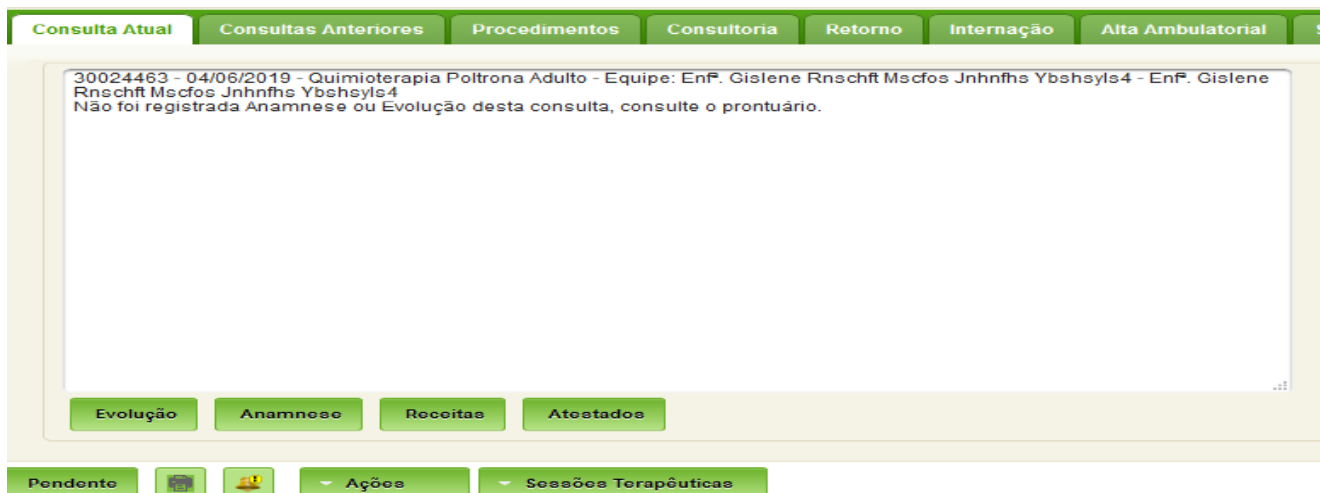 Consulta Atual Consultas Anteriores Procedimentos Consultoria Retorno Internação Alta Ambulatorial
30024463 - 04/06/2019 - Quimioterapia Poltrona Adulto - Equipe: Enfª. Gislene Rnschft Mscfos Jnhnfhs Ybshsyls4 - Enfª. Gislene
Rnschft Mscfos Jnhnfhs Ybshsyls4
Não foi registrada Anamnese ou Evolução desta consulta, consulte o prontuário.
Evolução Anamnese Receitas Atestados
Pendente Ações Sessões Terapêuticas